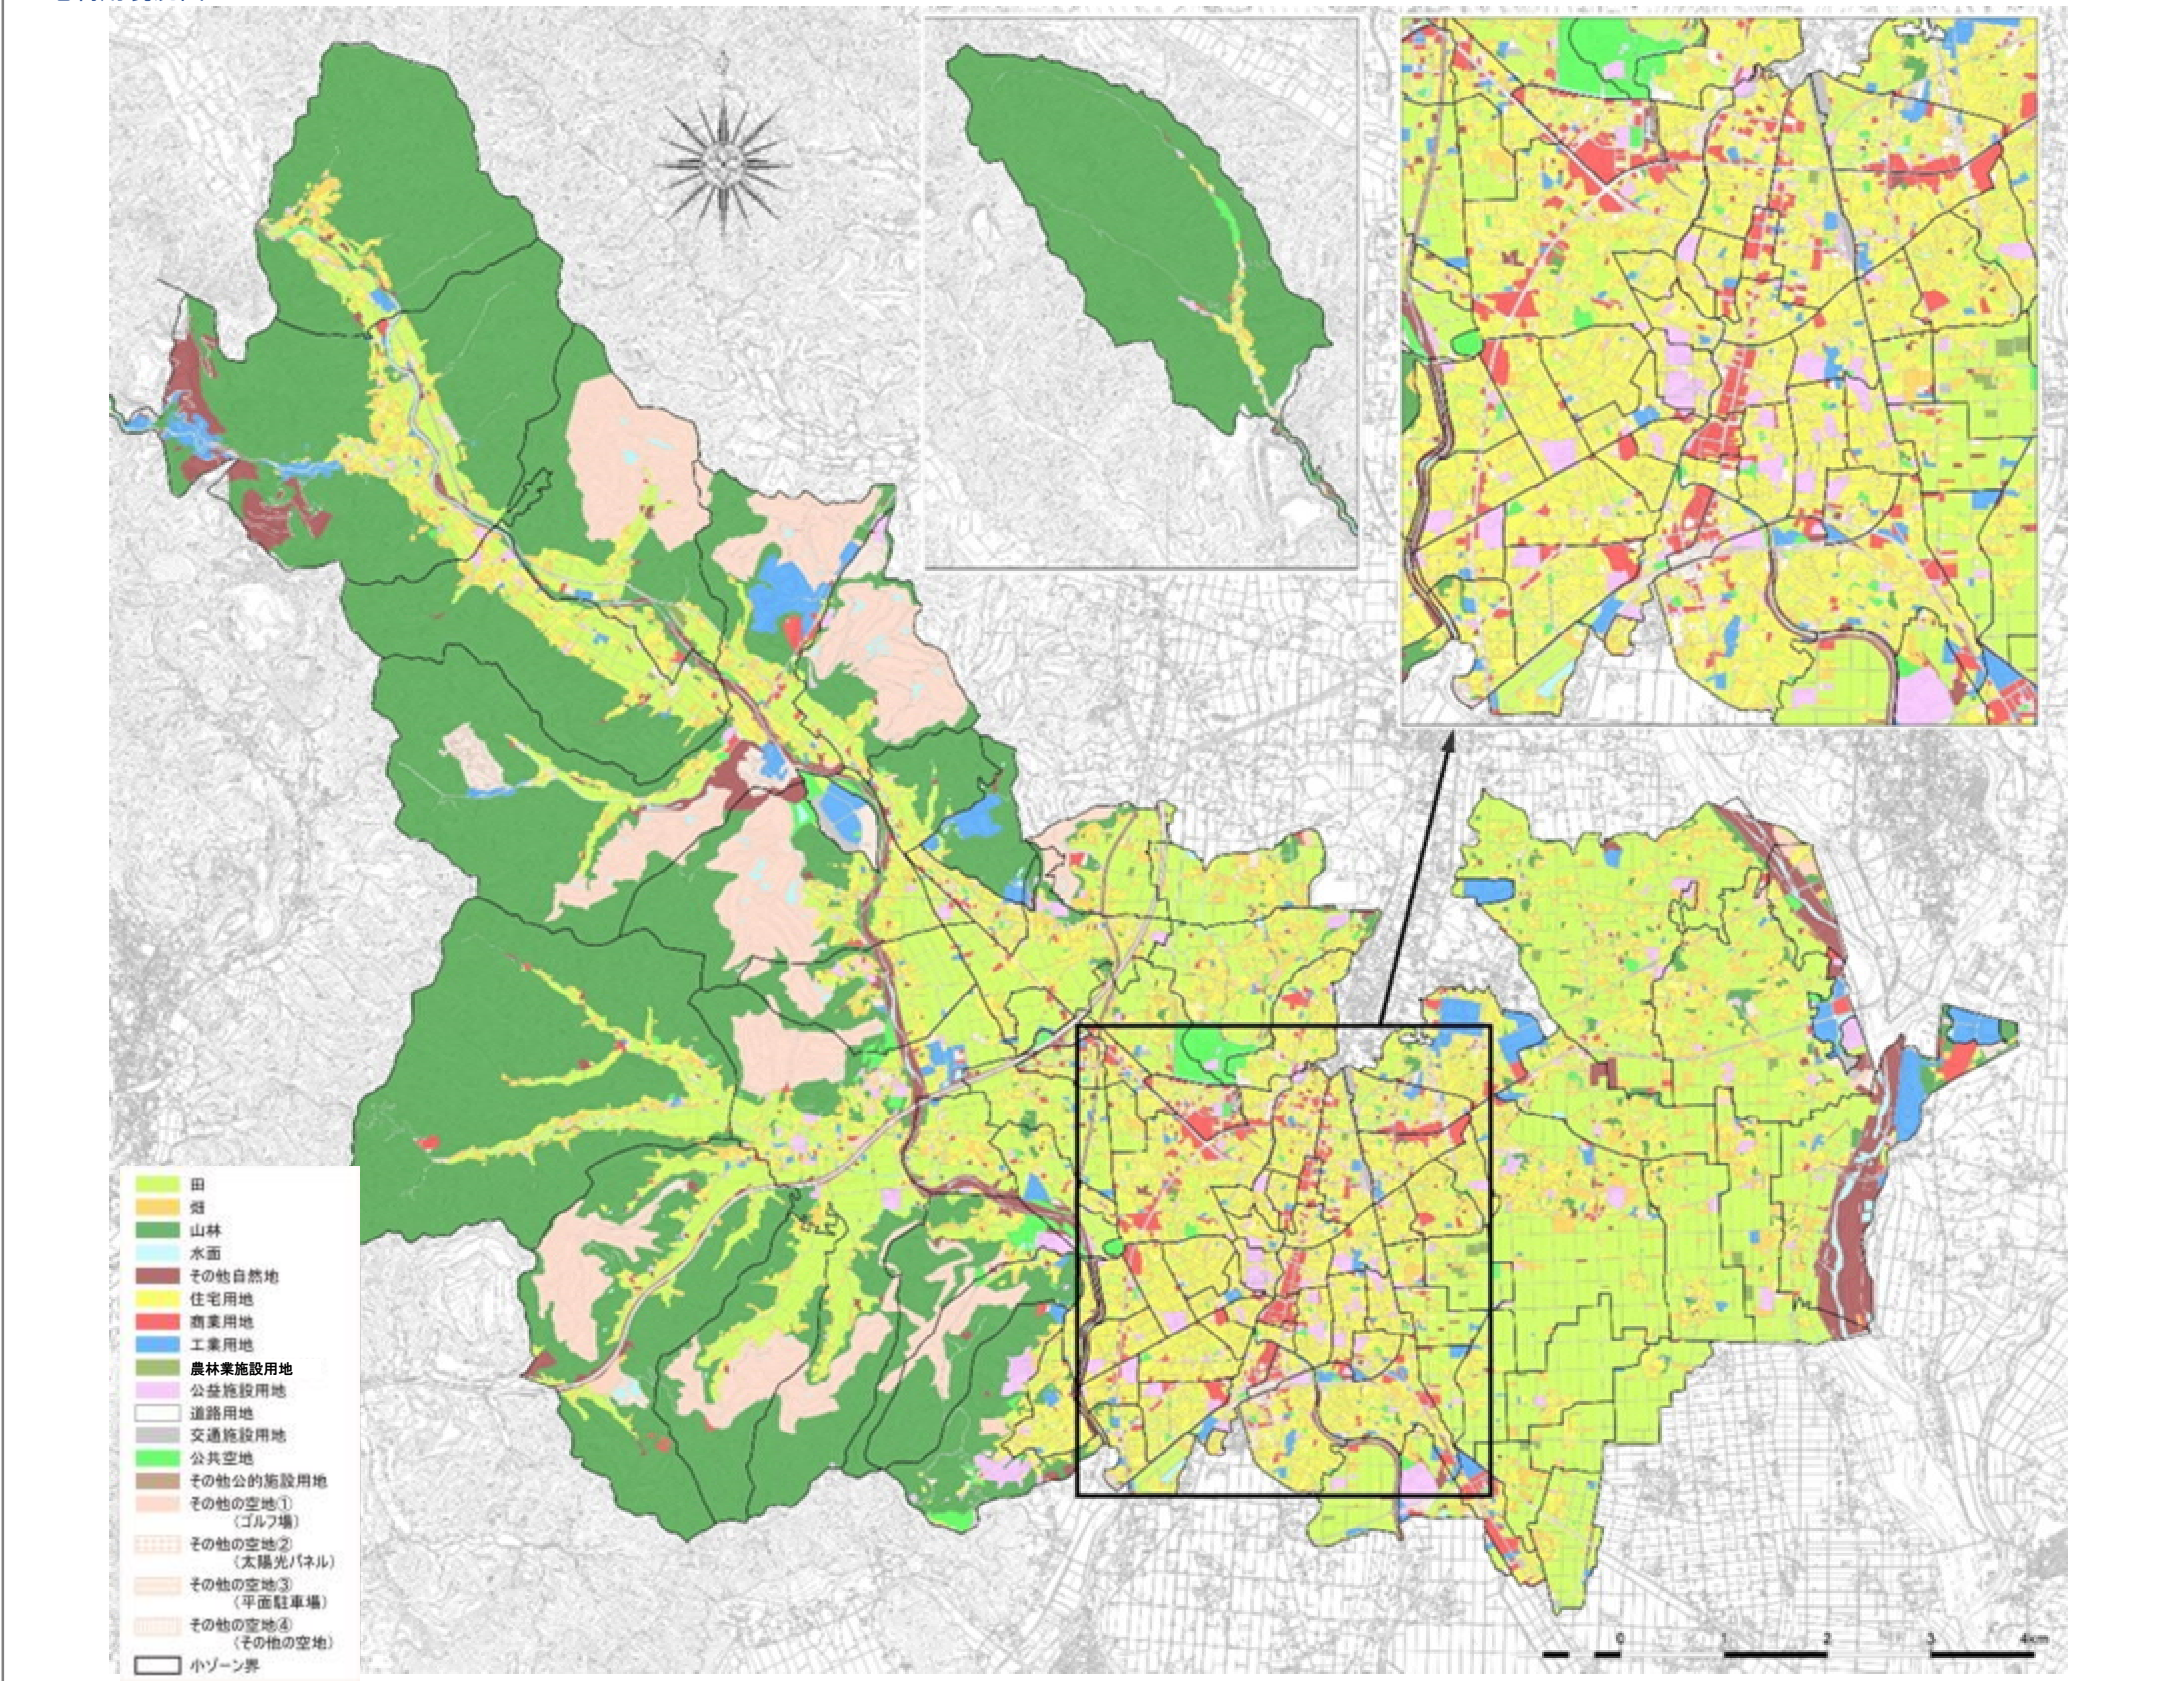 田
畑
山林
水面
その他自然地
住宅用地
商業用地
工業用地
農林業施設用地
公益施設用地
道路用地
交通施設用地
公共空地
その他公的施設用地
その他の空地①
(ゴルフ場)
その他の空地②
(太陽光パネル)
その他の空地③
(平面駐車場)
その他の空地④
(その他の空地)
小ゾーン界
0 1 2 3 4km